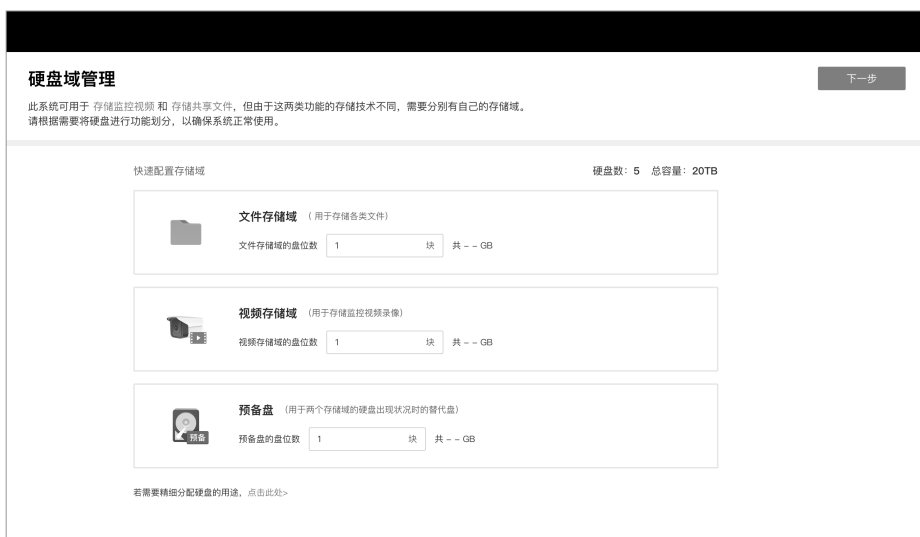 硬盘域管理
下一步
此系统可用于 存储监控视频 和 存储共享文件，但由于这两类功能的存储技术不同，需要分别有自己的存储域。
请根据需要将硬盘进行功能划分，以确保系统正常使用。
快速配置存储域
硬盘数：5 总容量：20TB
文件存储域 （用于存储各类文件）
文件存储域的盘位数 1 块 共 – – GB
视频存储域 （用于存储监控视频录像）
视频存储域的盘位数 1 块 共 – – GB
预备盘 （用于两个存储域的硬盘出现状况时的替代盘）
预备
预备盘的盘位数 1 块 共 – – GB
若需要精细分配硬盘的用途，点击此处>